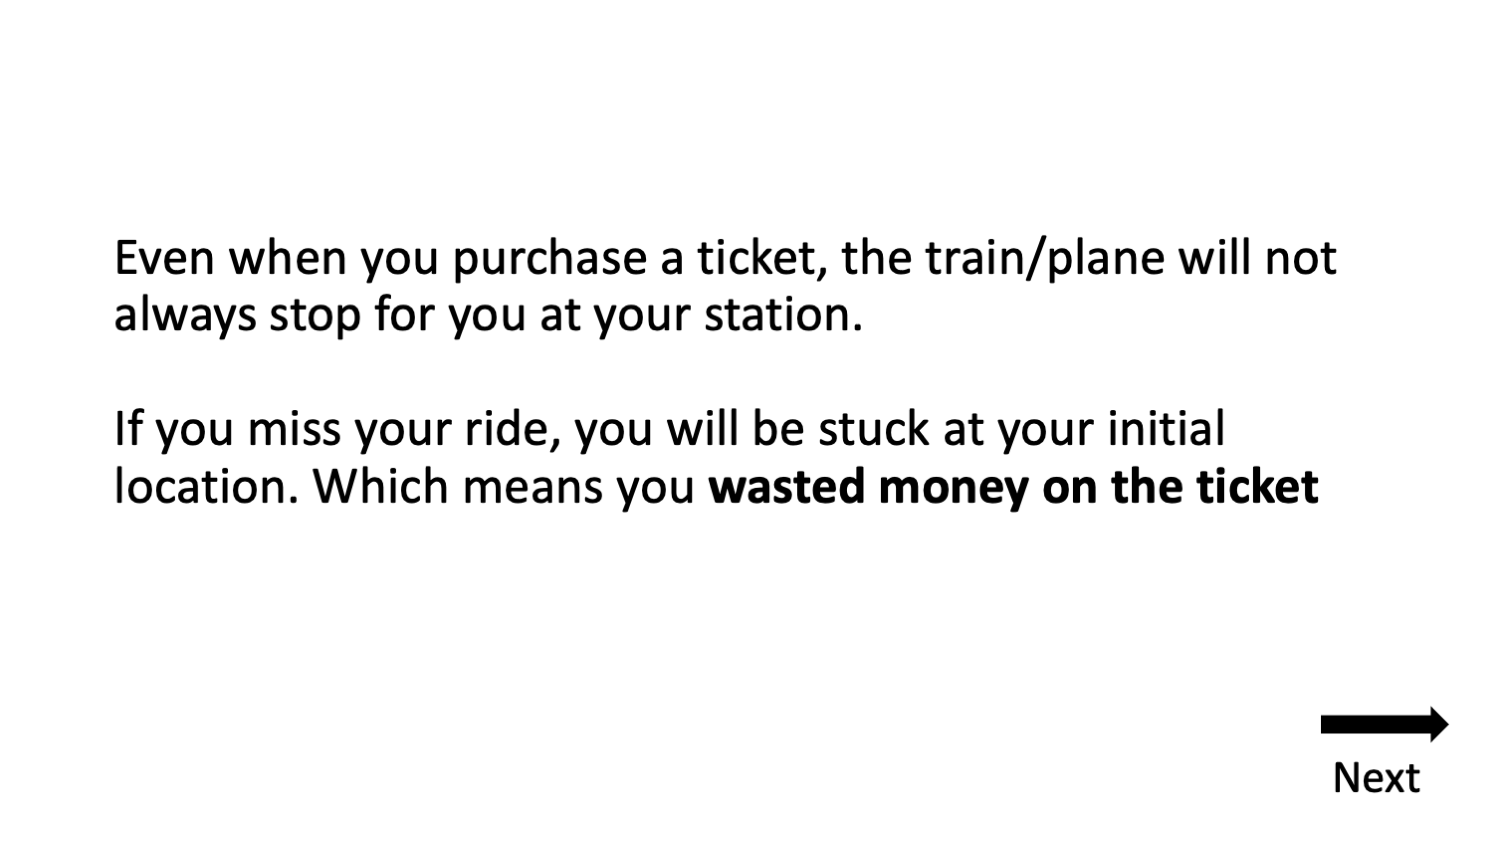 Even when you purchase a ticket, the train/plane will not
always stop for you at your station.
If you miss your ride, you will be stuck at your initial
location. Which means you wasted money on the ticket
Next